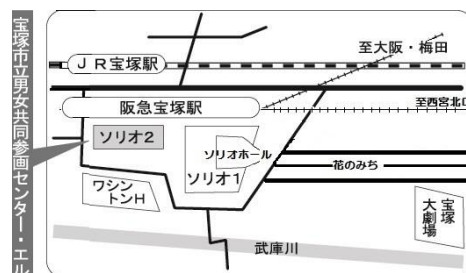 宝塚市立男女共同参画センター・エル
JR宝塚駅
至大阪・梅田
阪急宝塚駅
至西宮北口
ソリオ2
ソリオホール
ソリオ1
花のみち
ワシントンH
宝塚大劇場
武庫川